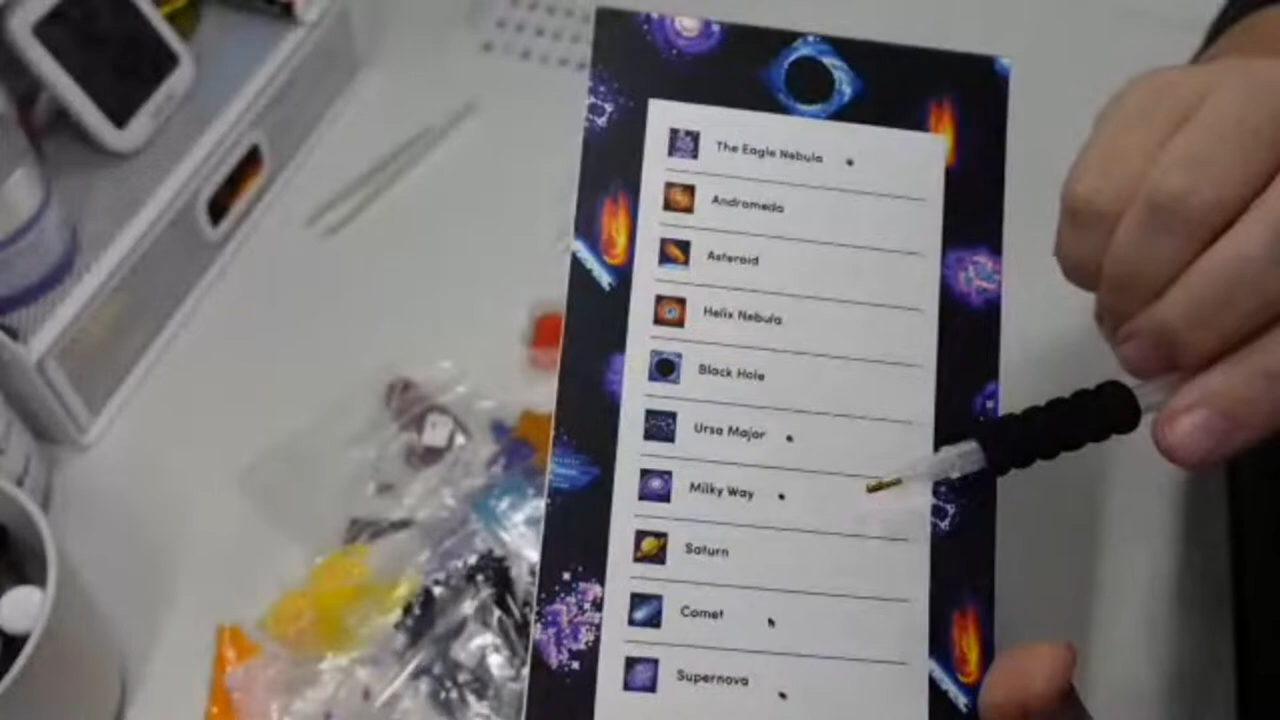 The Eagle Nebula
Andromeda
Asteroid
Helix Nebula
Black Hole
Ursa Major
Milky Way
Saturn
Comet
Supernova